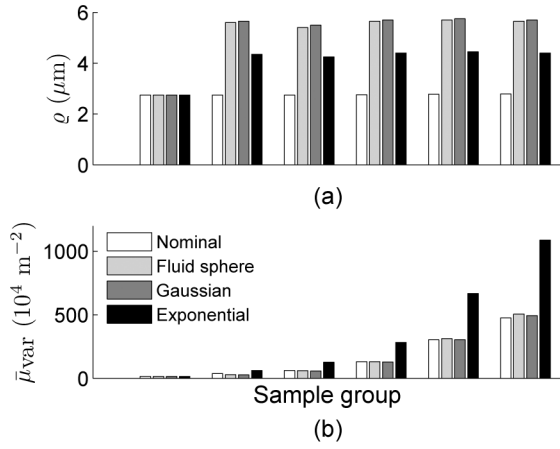 6
4
2
0
ϱ (μm)
(a)
1000
500
0
μ̄var (10⁴ m⁻²)
Nominal
Fluid sphere
Gaussian
Exponential
Sample group
(b)